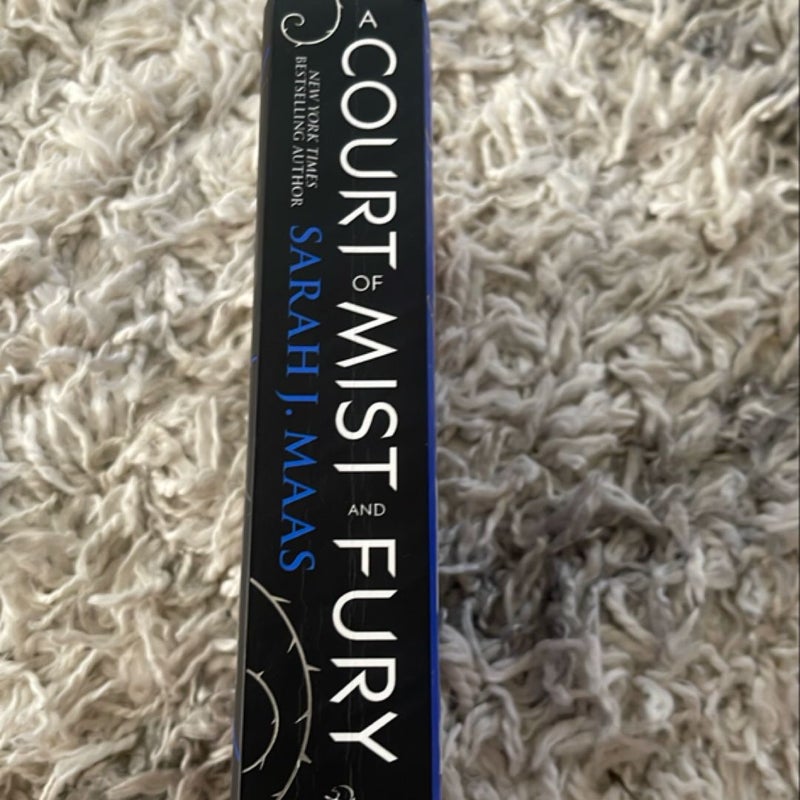 A COURT OF MIST AND FURY
NEW YORK TIMES
BESTSELLING AUTHOR
SARAH J. MAAS